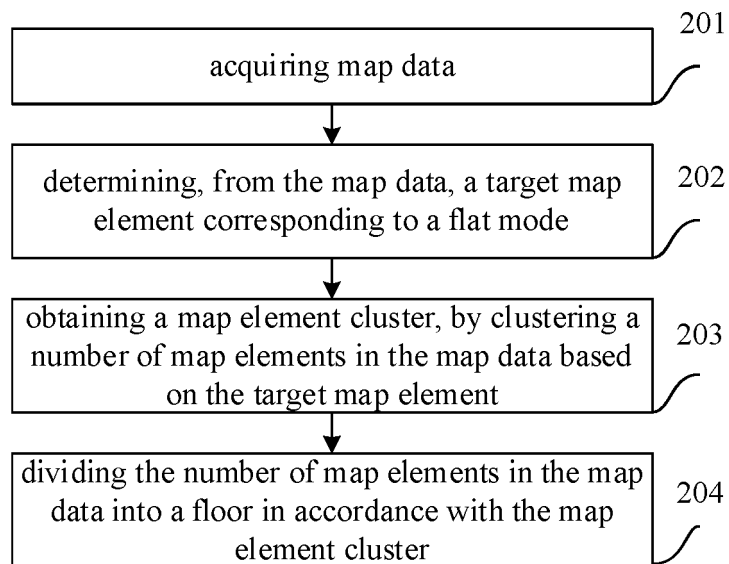 201
acquiring map data
determining, from the map data, a target map
element corresponding to a flat mode
202
obtaining a map element cluster, by clustering a
number of map elements in the map data based
on the target map element
203
dividing the number of map elements in the map
data into a floor in accordance with the map
element cluster
204